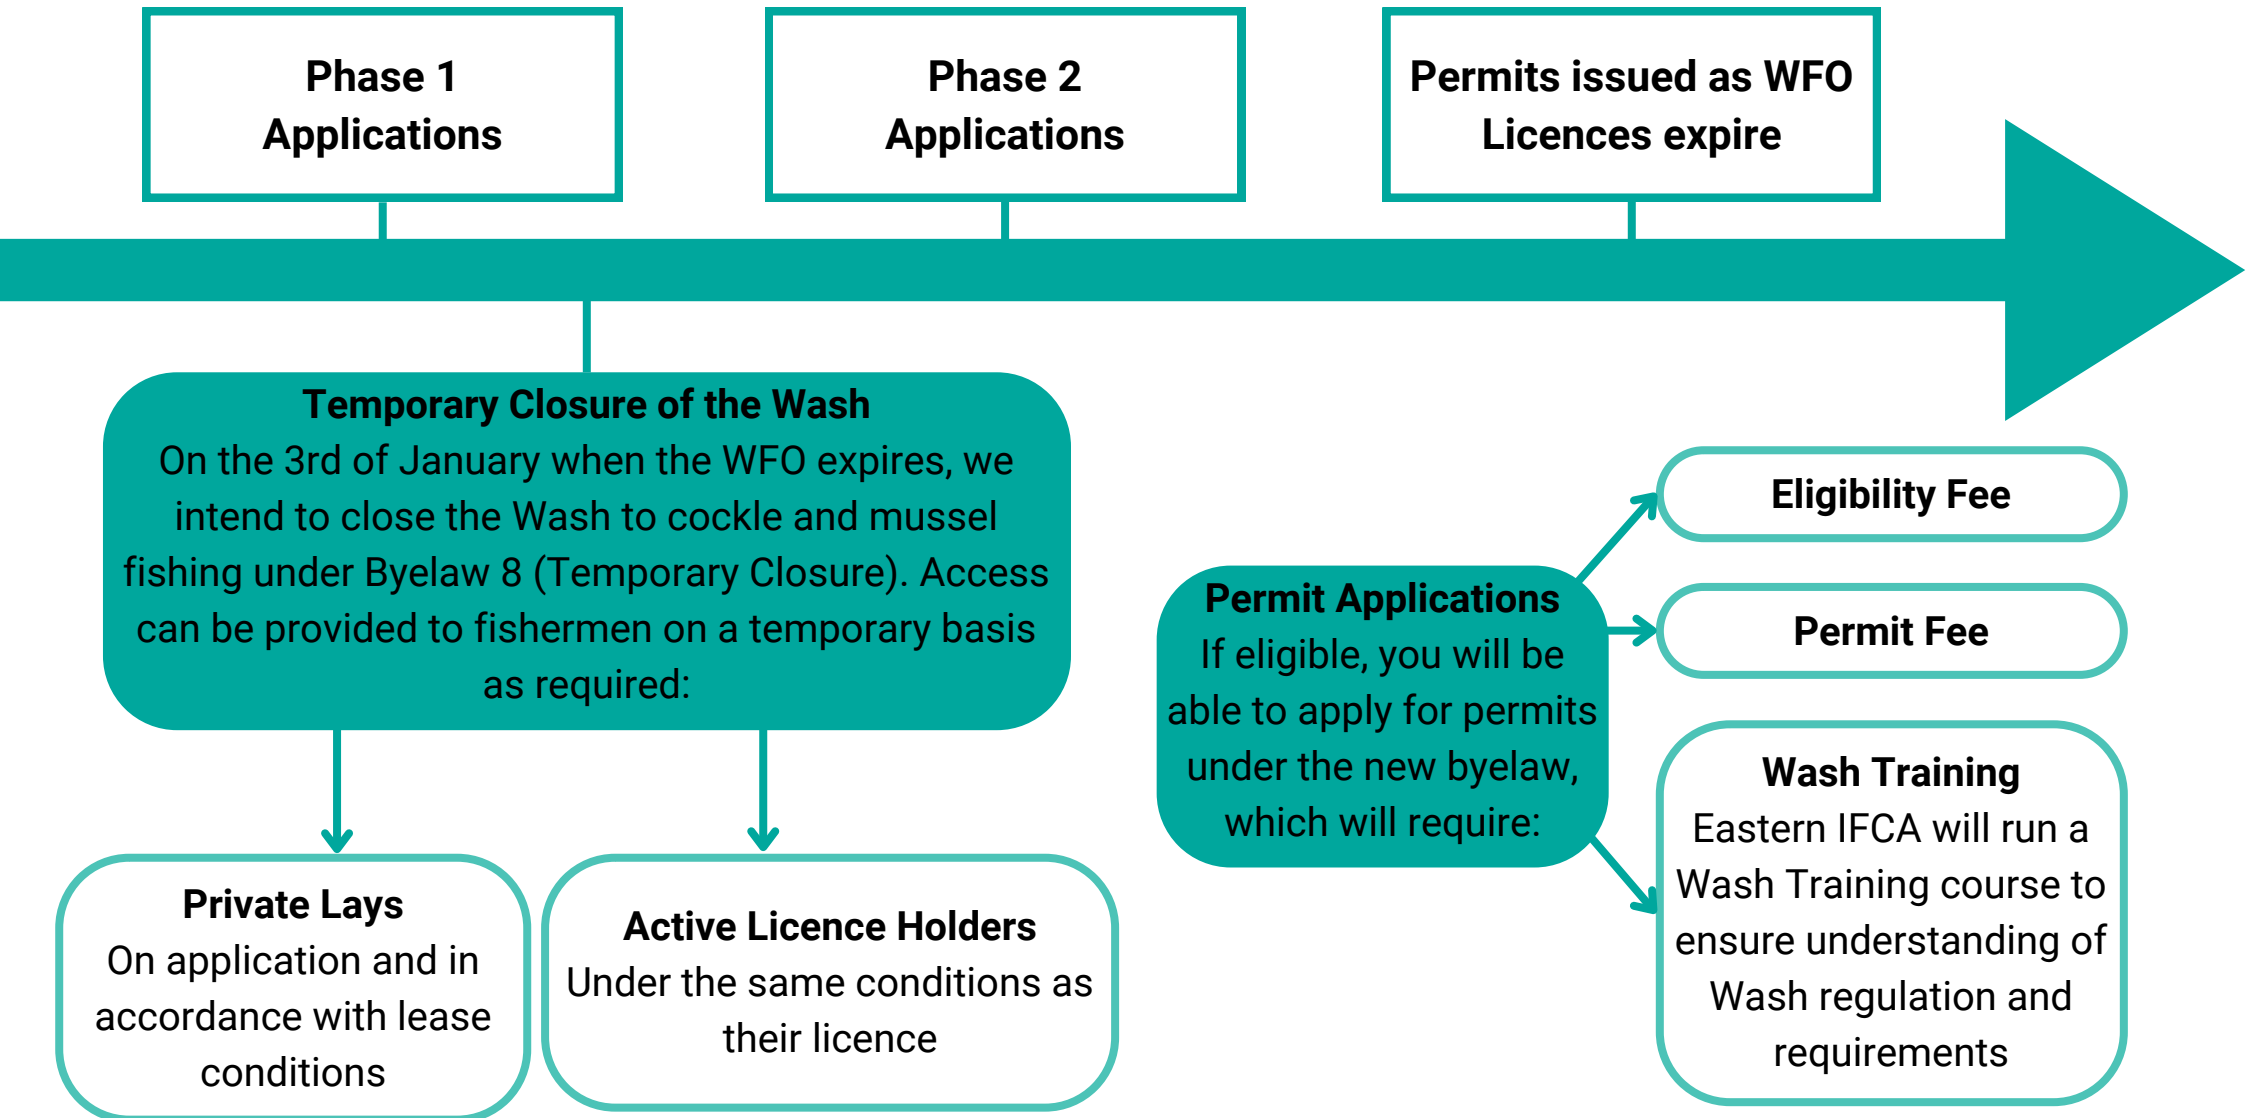 Phase 1
Applications
Phase 2
Applications
Permits issued as WFO
Licences expire
Temporary Closure of the Wash
On the 3rd of January when the WFO expires, we
intend to close the Wash to cockle and mussel
fishing under Byelaw 8 (Temporary Closure). Access
can be provided to fishermen on a temporary basis
as required:
Private Lays
On application and in
accordance with lease
conditions
Active Licence Holders
Under the same conditions as
their licence
Permit Applications
If eligible, you will be
able to apply for permits
under the new byelaw,
which will require:
Eligibility Fee
Permit Fee
Wash Training
Eastern IFCA will run a
Wash Training course to
ensure understanding of
Wash regulation and
requirements